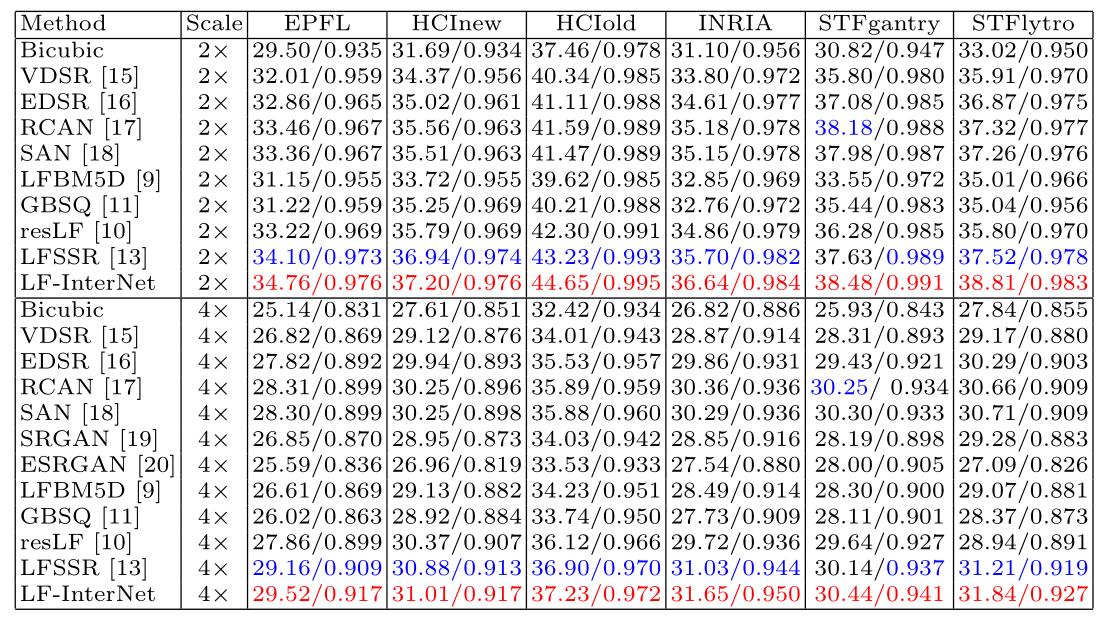 Method Scale EPFL HCInew HCIold INRIA STFgantry STFlytro
Bicubic 2× 29.50/0.935 31.69/0.934 37.46/0.978 31.10/0.956 30.82/0.947 33.02/0.950
VDSR [15] 2× 32.01/0.959 34.37/0.956 40.34/0.985 33.80/0.972 35.80/0.980 35.91/0.970
EDSR [16] 2× 32.86/0.965 35.02/0.961 41.11/0.988 34.61/0.977 37.08/0.985 36.87/0.975
RCAN [17] 2× 33.46/0.967 35.56/0.963 41.59/0.989 35.18/0.978 38.18/0.988 37.32/0.977
SAN [18] 2× 33.36/0.967 35.51/0.963 41.47/0.989 35.15/0.978 37.98/0.987 37.26/0.976
LFBM5D [9] 2× 31.15/0.955 33.72/0.955 39.62/0.985 32.85/0.969 33.55/0.972 35.01/0.966
GBSQ [11] 2× 31.22/0.959 35.25/0.969 40.21/0.988 32.76/0.972 35.44/0.983 35.04/0.956
resLF [10] 2× 33.22/0.969 35.79/0.969 42.30/0.991 34.86/0.979 36.28/0.985 35.80/0.970
LFSSR [13] 2× 34.10/0.973 36.94/0.974 43.23/0.993 35.70/0.982 37.63/0.989 37.52/0.978
LF-InterNet 2× 34.76/0.976 37.20/0.976 44.65/0.995 36.64/0.984 38.48/0.991 38.81/0.983
Bicubic 4× 25.14/0.831 27.61/0.851 32.42/0.934 26.82/0.886 25.93/0.843 27.84/0.855
VDSR [15] 4× 26.82/0.869 29.12/0.876 34.01/0.943 28.87/0.914 28.31/0.893 29.17/0.880
EDSR [16] 4× 27.82/0.892 29.94/0.893 35.53/0.957 29.86/0.931 29.43/0.921 30.29/0.903
RCAN [17] 4× 28.31/0.899 30.25/0.896 35.89/0.959 30.36/0.936 30.25/ 0.934 30.66/0.909
SAN [18] 4× 28.30/0.899 30.25/0.898 35.88/0.960 30.29/0.936 30.30/0.933 30.71/0.909
SRGAN [19] 4× 26.85/0.870 28.95/0.873 34.03/0.942 28.85/0.916 28.19/0.898 29.28/0.883
ESRGAN [20] 4× 25.59/0.836 26.96/0.819 33.53/0.933 27.54/0.880 28.00/0.905 27.09/0.826
LFBM5D [9] 4× 26.61/0.869 29.13/0.882 34.23/0.951 28.49/0.914 28.30/0.900 29.07/0.881
GBSQ [11] 4× 26.02/0.863 28.92/0.884 33.74/0.950 27.73/0.909 28.11/0.901 28.37/0.873
resLF [10] 4× 27.86/0.899 30.37/0.907 36.12/0.966 29.72/0.936 29.64/0.927 28.94/0.891
LFSSR [13] 4× 29.16/0.909 30.88/0.913 36.90/0.970 31.03/0.944 30.14/0.937 31.21/0.919
LF-InterNet 4× 29.52/0.917 31.01/0.917 37.23/0.972 31.65/0.950 30.44/0.941 31.84/0.927